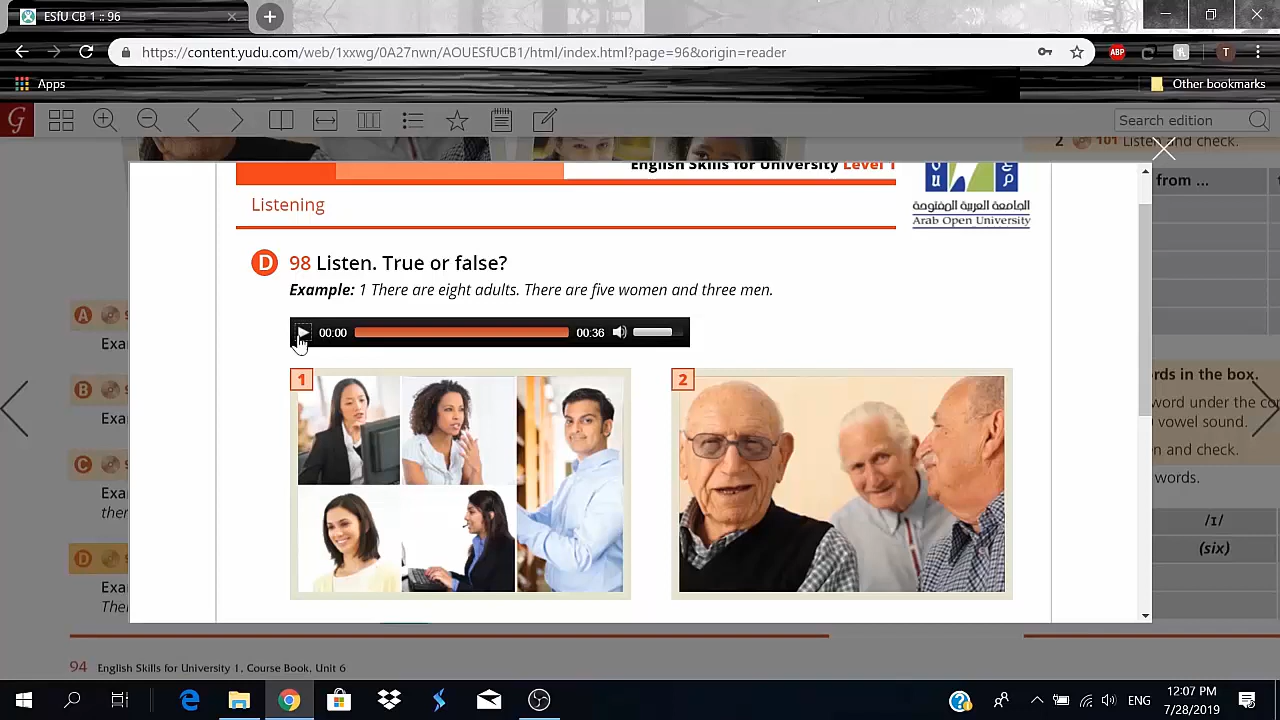 ESfU CB 1 :: 96
https://content.yudu.com/web/1xxwg/0A27nwn/AOUESfUCB1/html/index.html?page=96&origin=reader
ABP
T
Apps
Other bookmarks
G
Search edition
2 101 Listen and check.
English Skills for University Level 1
from ...
Listening
الجامعة العربية المفتوحة
Arab Open University
D 98 Listen. True or false?
Example: 1 There are eight adults. There are five women and three men.
A
Exa
00:00
00:36
1
2
rds in the box.
B
word under the
Exa
vowel sound.
n and check.
C
words.
Exa
ther
/ɪ/
(six)
D
Exa
The
94 English Skills for University 1, Course Book, Unit 6
ENG
12:07 PM
7/28/2019